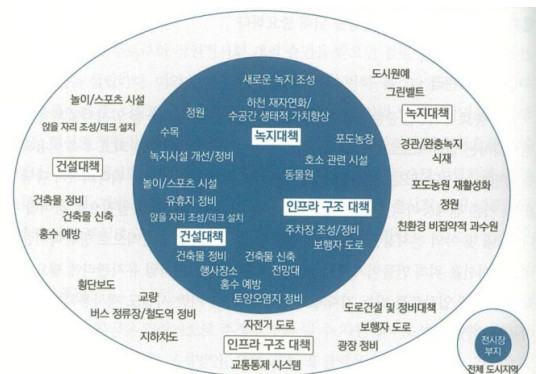 새로운 녹지 조성
하천 재자연화/
수공간 생태적 가치향상
정원
수목
녹지대책
포도농장
녹지시설 개선/정비
호소 관련 시설
동물원
놀이/스포츠 시설
유휴지 정비
앉을 자리 조성/데크 설치
인프라 구조 대책
건설대책
주차장 조성/정비
보행자 도로
건축물 정비
건축물 신축
행사장소
전망대
홍수 예방
토양오염지 정비
놀이/스포츠 시설
앉을 자리 조성/데크 설치
건설대책
건축물 정비
건축물 신축
홍수 예방
도시원예
그린벨트
녹지대책
경관/완충녹지
식재
포도농원 재활성화
정원
친환경 비집약적 과수원
횡단보도
교량
버스 정류장/철도역 정비
지하차도
자전거 도로
인프라 구조 대책
교통통제 시스템
도로건설 및 정비대책
보행자 도로
광장 정비
전시장
부지
전체 도시지역